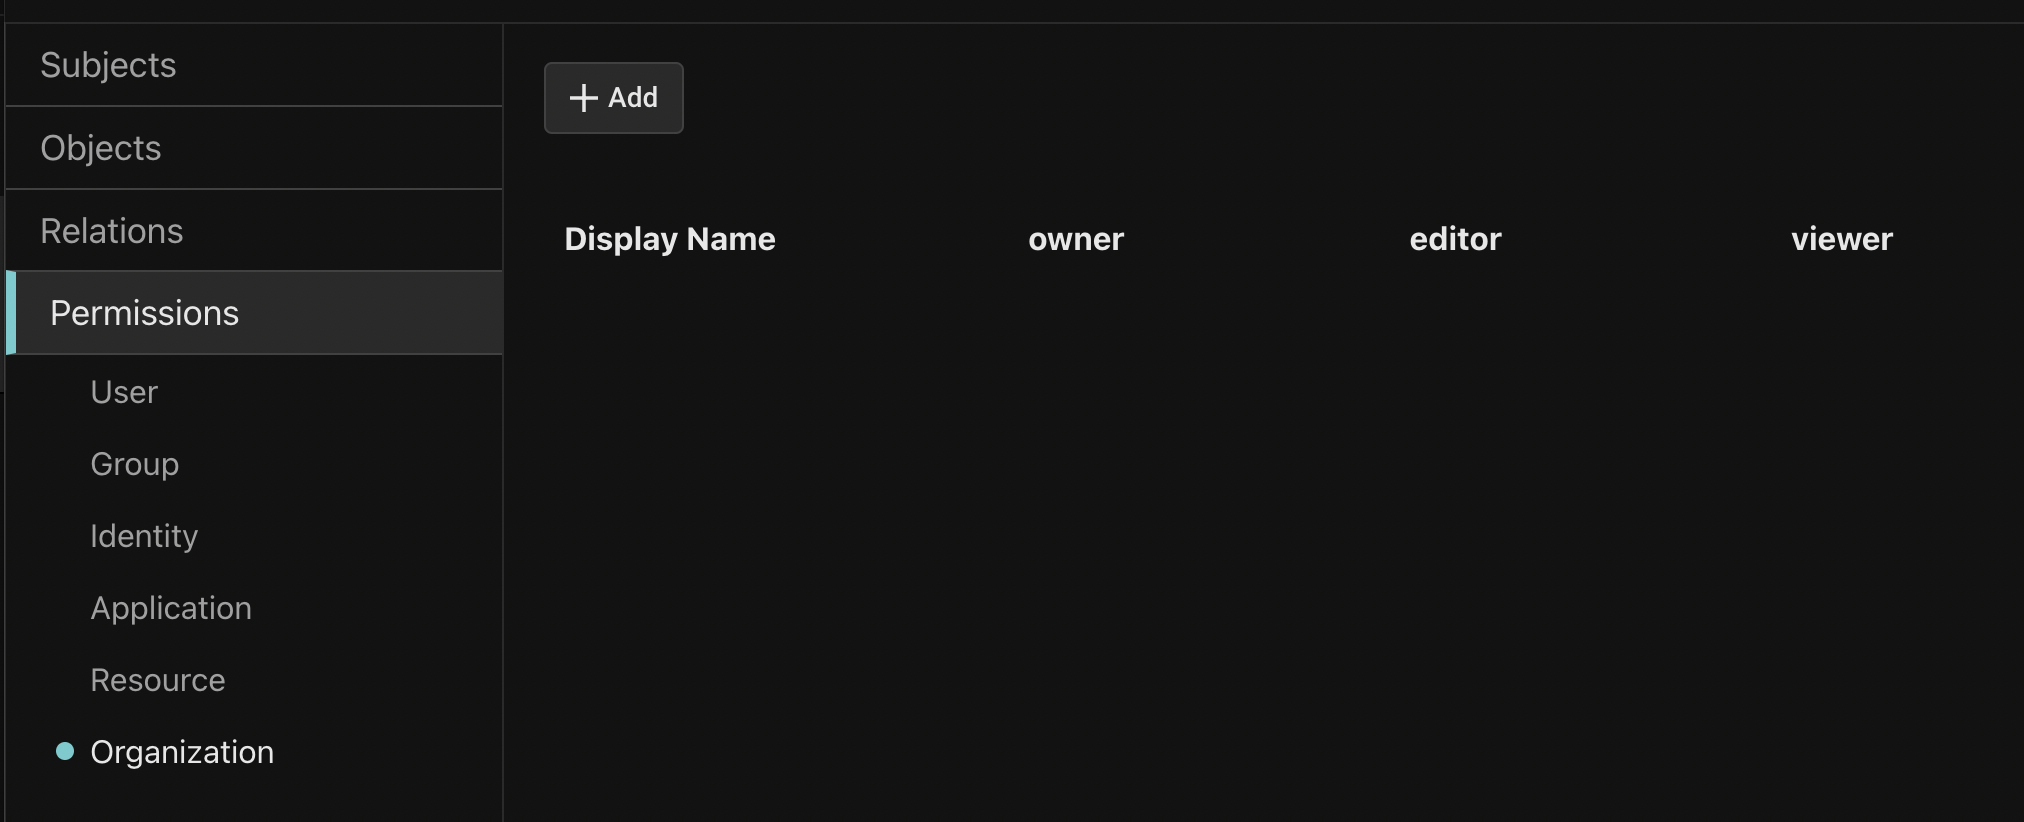 Subjects
Objects
Relations
Permissions
User
Group
Identity
Application
Resource
Organization
Add
Display Name owner editor viewer